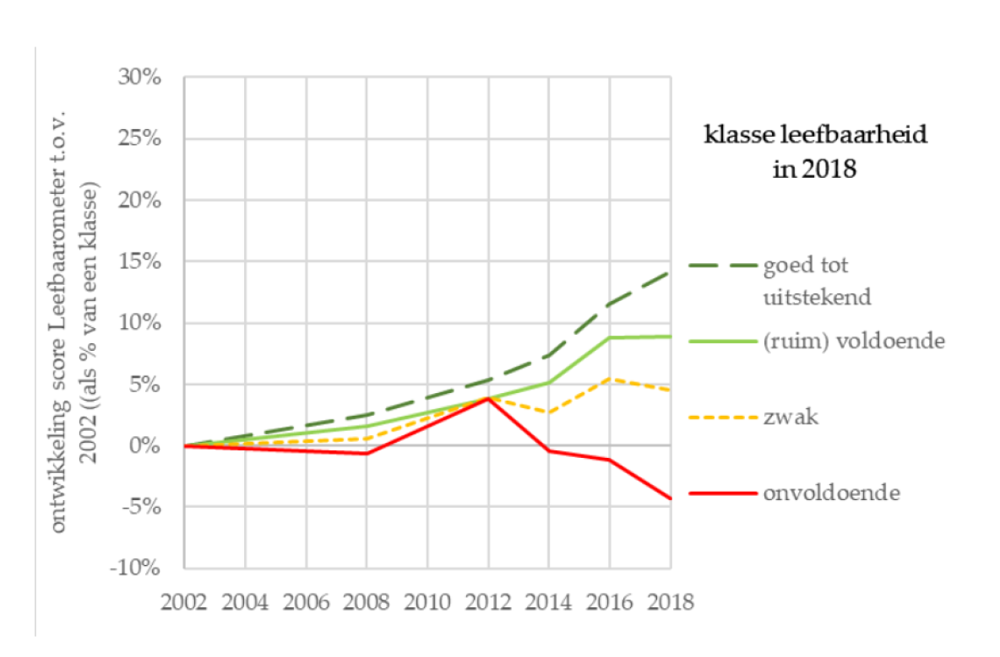 ontwikkeling score Leefbaarometer t.o.v.
2002 ((als % van een klasse)
30%
25%
20%
15%
10%
5%
0%
-5%
-10%
2002 2004 2006 2008 2010 2012 2014 2016 2018
klasse leefbaarheid
in 2018
goed tot
uitstekend
(ruim) voldoende
zwak
onvoldoende